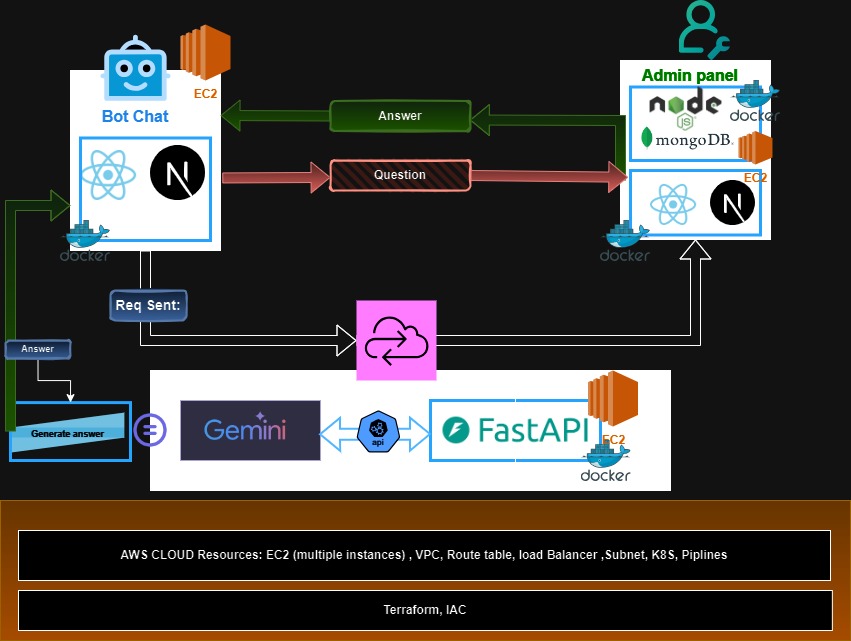 Bot Chat
EC2
N
docker
Answer
Question
Admin panel
node
JS
docker
mongoDB.
EC2
N
docker
Req Sent:
Answer
Generate answer
Gemini
api
FastAPI
EC2
docker
AWS CLOUD Resources: EC2 (multiple instances) , VPC, Route table, load Balancer ,Subnet, K8S, Piplines
Terraform, IAC